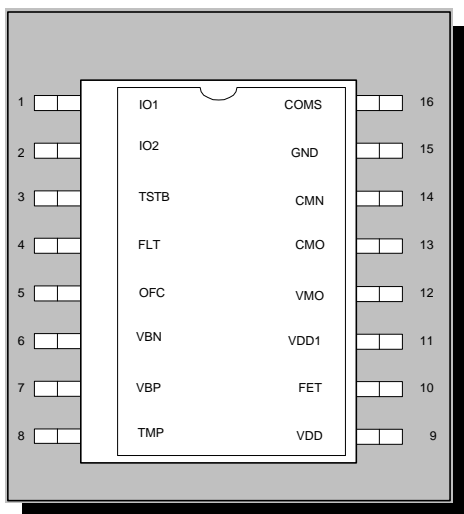 1 IO1 COMS 16
2 IO2 GND 15
3 TSTB CMN 14
4 FLT CMO 13
5 OFC VMO 12
6 VBN VDD1 11
7 VBP FET 10
8 TMP VDD 9